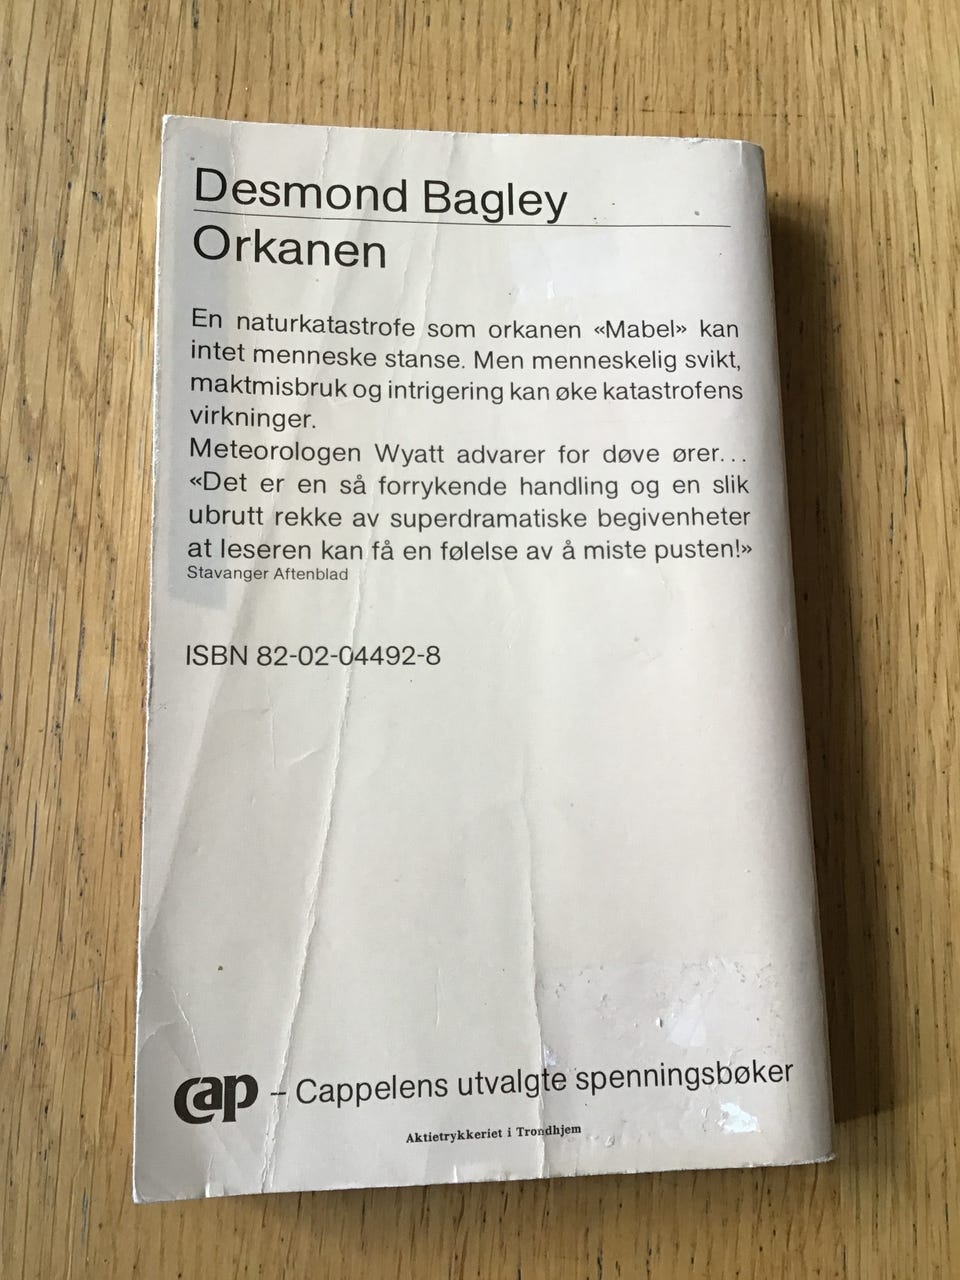 Desmond Bagley
Orkanen
En naturkatastrofe som orkanen «Mabel» kan
intet menneske stanse. Men menneskelig svikt,
maktmisbruk og intrigering kan øke katastrofens
virkninger.
Meteorologen Wyatt advarer for døve ører...
«Det er en så forrykende handling og en slik
ubrutt rekke av superdramatiske begivenheter
at leseren kan få en følelse av å miste pusten!»
Stavanger Aftenblad
ISBN 82-02-04492-8
cap – Cappelens utvalgte spenningsbøker
Aktietrykkeriet i Trondhjem